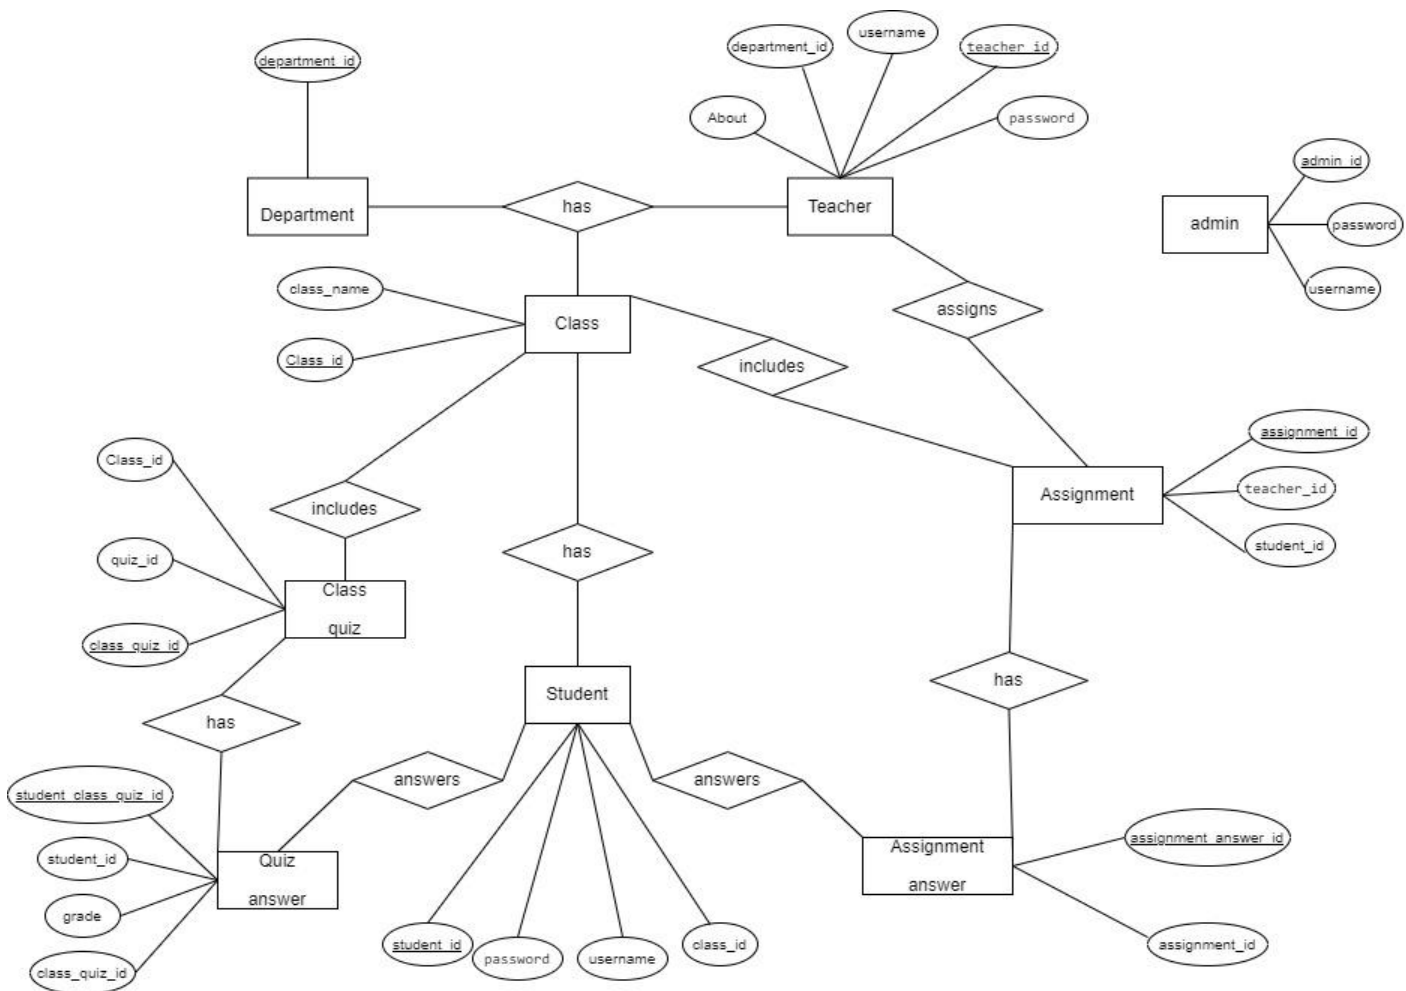 department_id
username
teacher_id
department_id
About
password
admin_id
Department
has
Teacher
admin
password
class_name
username
Class
assigns
Class_id
includes
assignment_id
Class_id
teacher_id
Assignment
includes
student_id
quiz_id
has
Class
quiz
class_quiz_id
has
Student
has
answers
answers
student_class_quiz_id
student_id
Quiz
answer
Assignment
answer
assignment_answer_id
grade
student_id
password
username
class_id
assignment_id
class_quiz_id